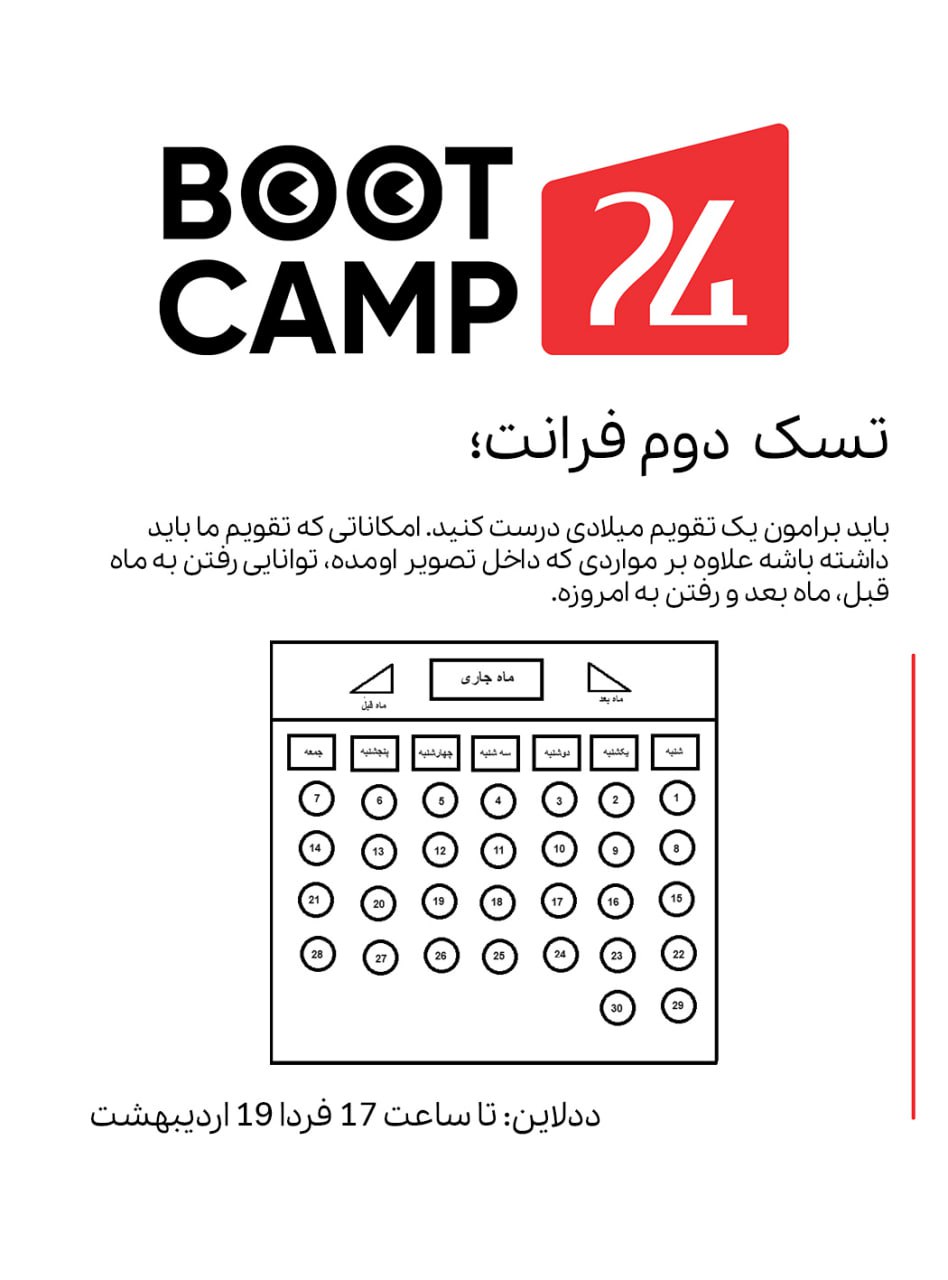 BOOT
CAMP
24
تسک دوم فرانت؛
باید برامون یک تقویم میلادی درست کنید. امکاناتی که تقویم ما باید
داشته باشه علاوه بر مواردی که داخل تصویر اومده، توانایی رفتن به ماه
قبل، ماه بعد و رفتن به امروزه.
ماه بعد
ماه جاری
ماه قبل
شنبه یکشنبه دوشنبه سه شنبه چهارشنبه پنجشنبه جمعه
1 2 3 4 5 6 7
8 9 10 11 12 13 14
15 16 17 18 19 20 21
22 23 24 25 26 27 28
29 30
ددلاین: تا ساعت 17 فردا 19 اردیبهشت